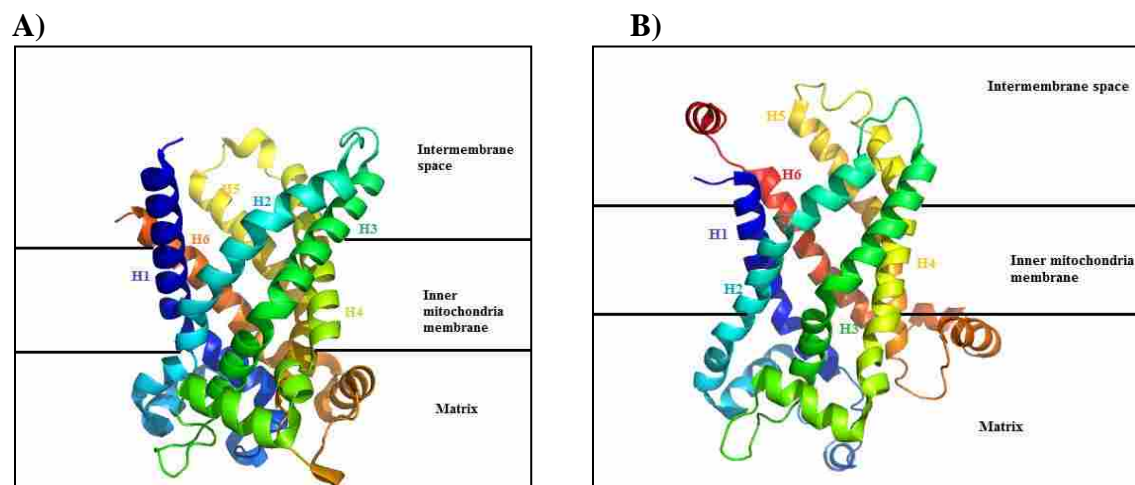 A)
B)
Intermembrane
space
H5
H2
H3
H6
H1
H4
Inner
mitochondria
membrane
Matrix
Intermembrane space
H5
H6
H1
H4
Inner mitochondria
membrane
H2
H3
Matrix